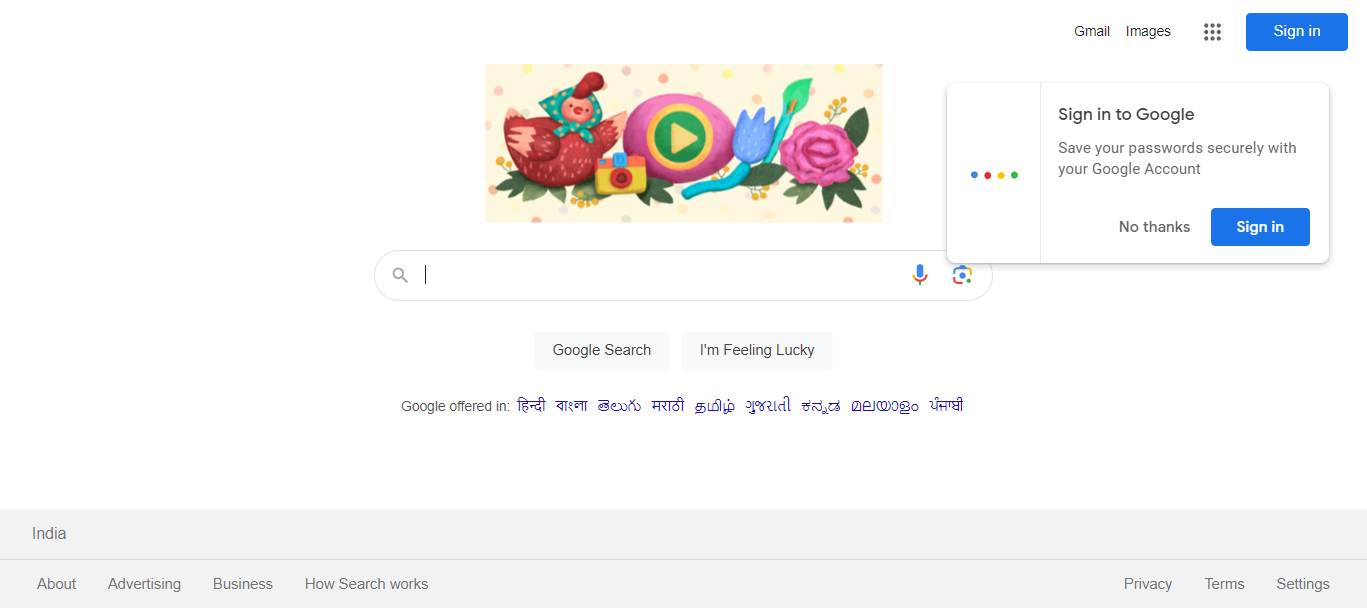 Gmail Images Sign in
Sign in to Google
Save your passwords securely with
your Google Account
No thanks Sign in
Google Search I'm Feeling Lucky
Google offered in: हिन्दी বাংলা తెలుగు मराठी தமிழ் ગુજરાતી ಕನ್ನಡ മലയാളം ਪੰਜਾਬੀ
India
About Advertising Business How Search works Privacy Terms Settings